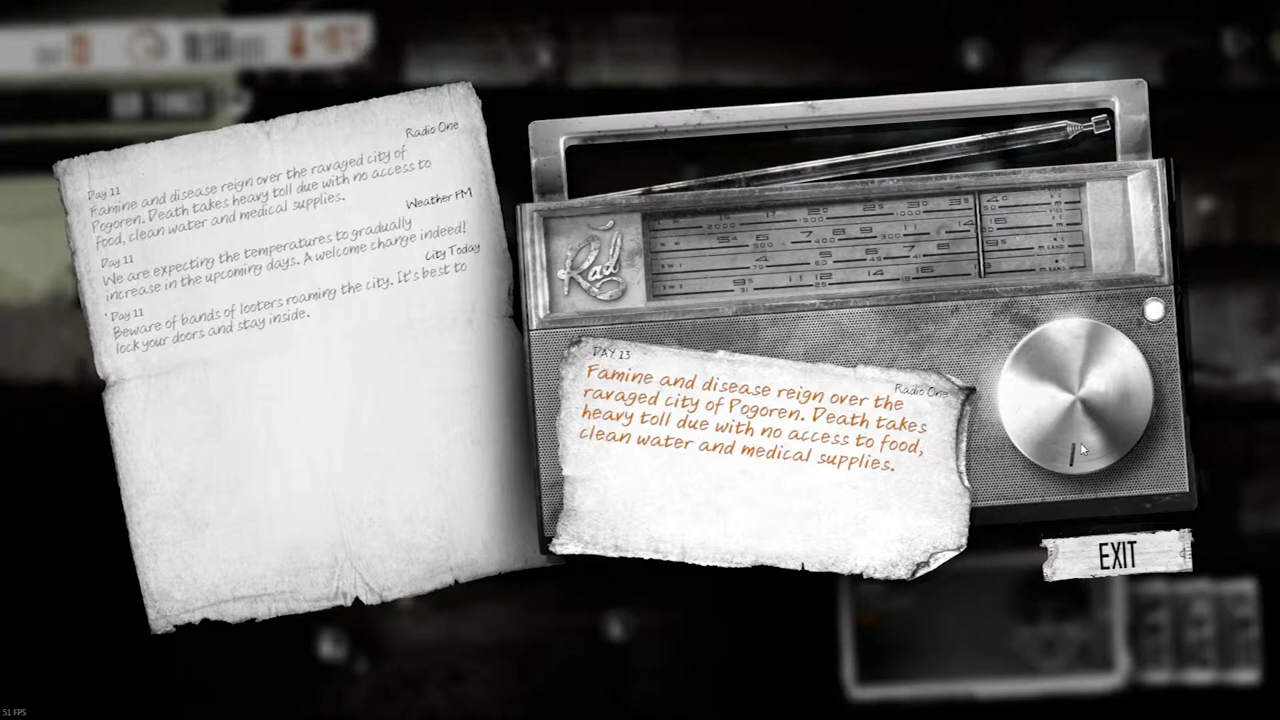 Radio One
Day 11
Famine and disease reign over the ravaged city of
Pogoren. Death takes heavy toll due with no access to
food, clean water and medical supplies.
Weather FM
Day 11
We are expecting the temperatures to gradually
increase in the upcoming days. A welcome change indeed!
City Today
Day 11
Beware of bands of looters roaming the city. It's best to
lock your doors and stay inside.
Rad
DAY 13
Radio One
Famine and disease reign over the
ravaged city of Pogoren. Death takes
heavy toll due with no access to food,
clean water and medical supplies.
EXIT
51 FPS